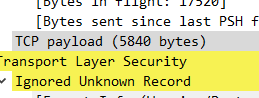 [Bytes in flight: 17520]
[Bytes sent since last PSH f
TCP payload (5840 bytes)
Transport Layer Security
Ignored Unknown Record